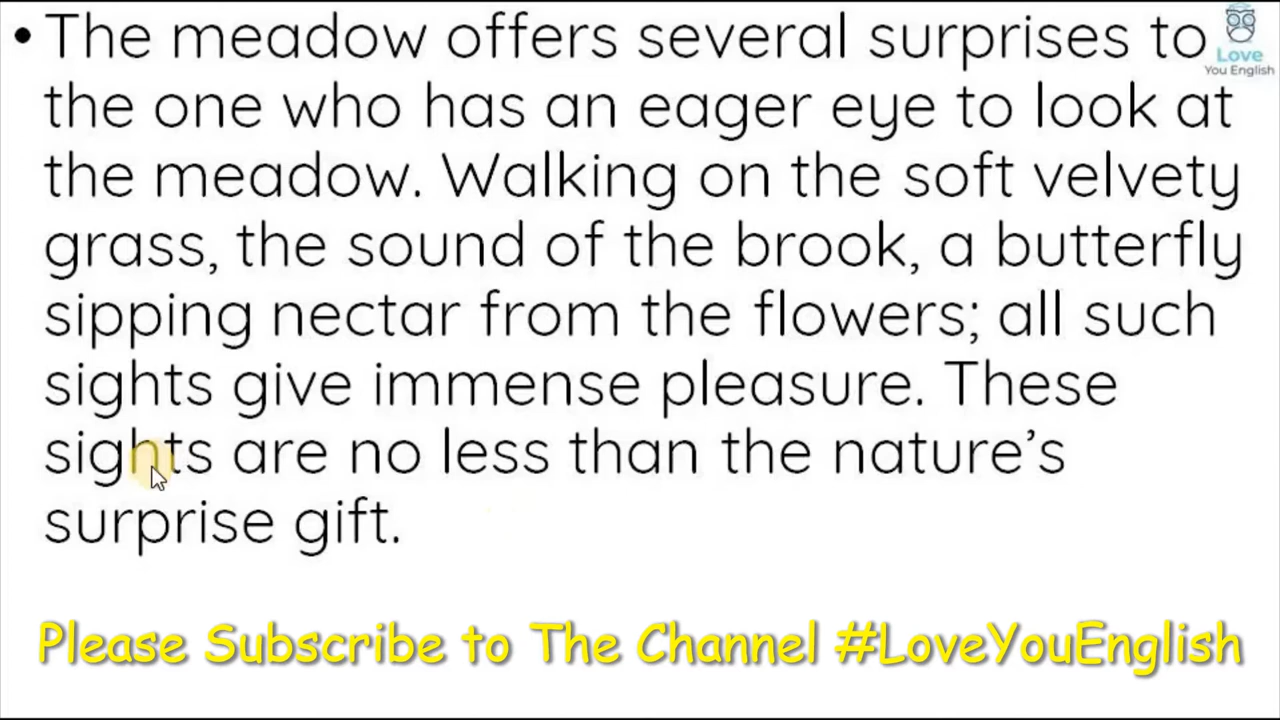 • The meadow offers several surprises to
the one who has an eager eye to look at
the meadow. Walking on the soft velvety
grass, the sound of the brook, a butterfly
sipping nectar from the flowers; all such
sights give immense pleasure. These
sights are no less than the nature’s
surprise gift.
Love
You English
Please Subscribe to The Channel #LoveYouEnglish